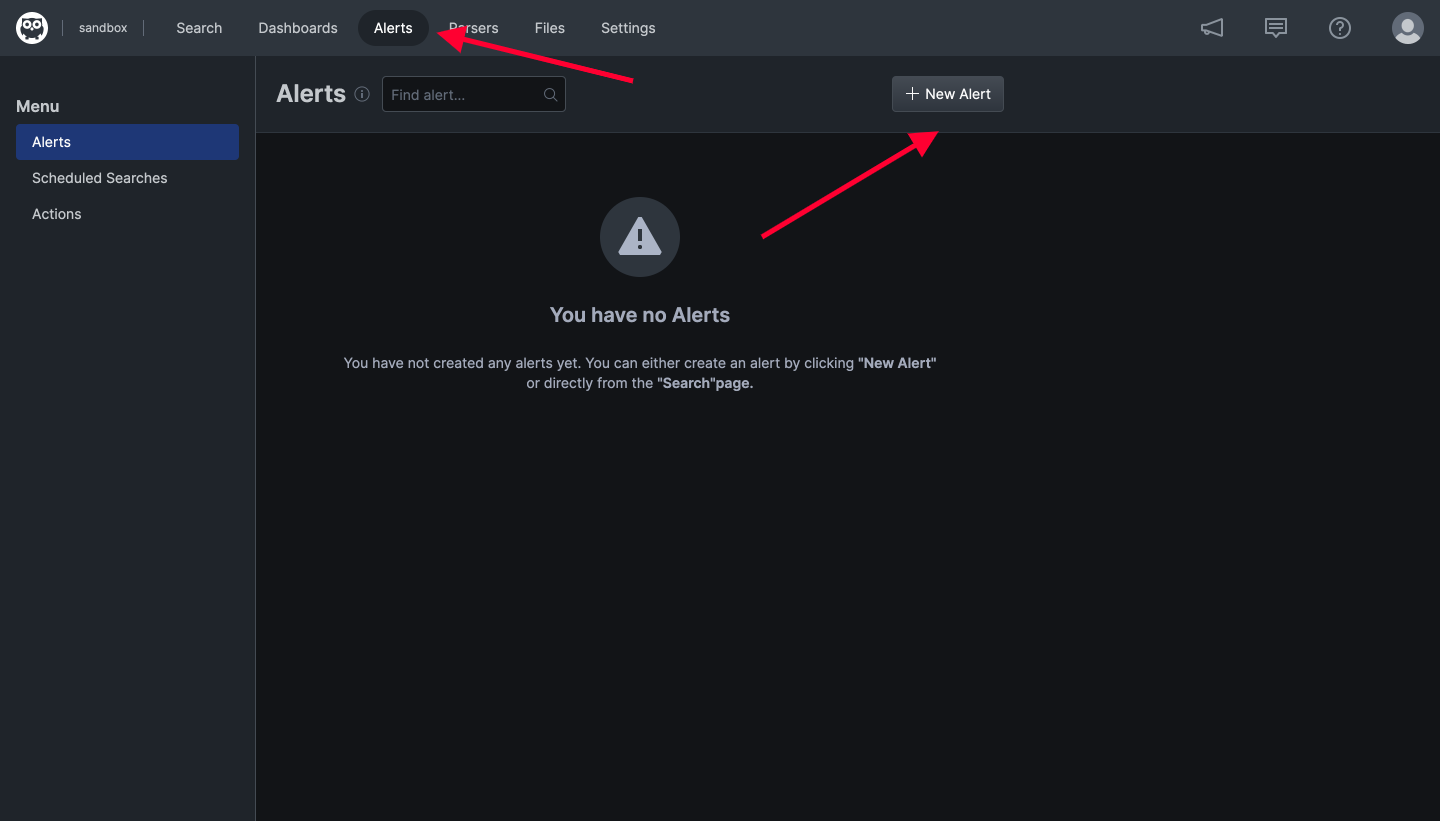 sandbox Search Dashboards Alerts Parsers Files Settings
Menu
Alerts
Scheduled Searches
Actions
Alerts Find alert... New Alert
You have no Alerts
You have not created any alerts yet. You can either create an alert by clicking "New Alert"
or directly from the "Search"page.